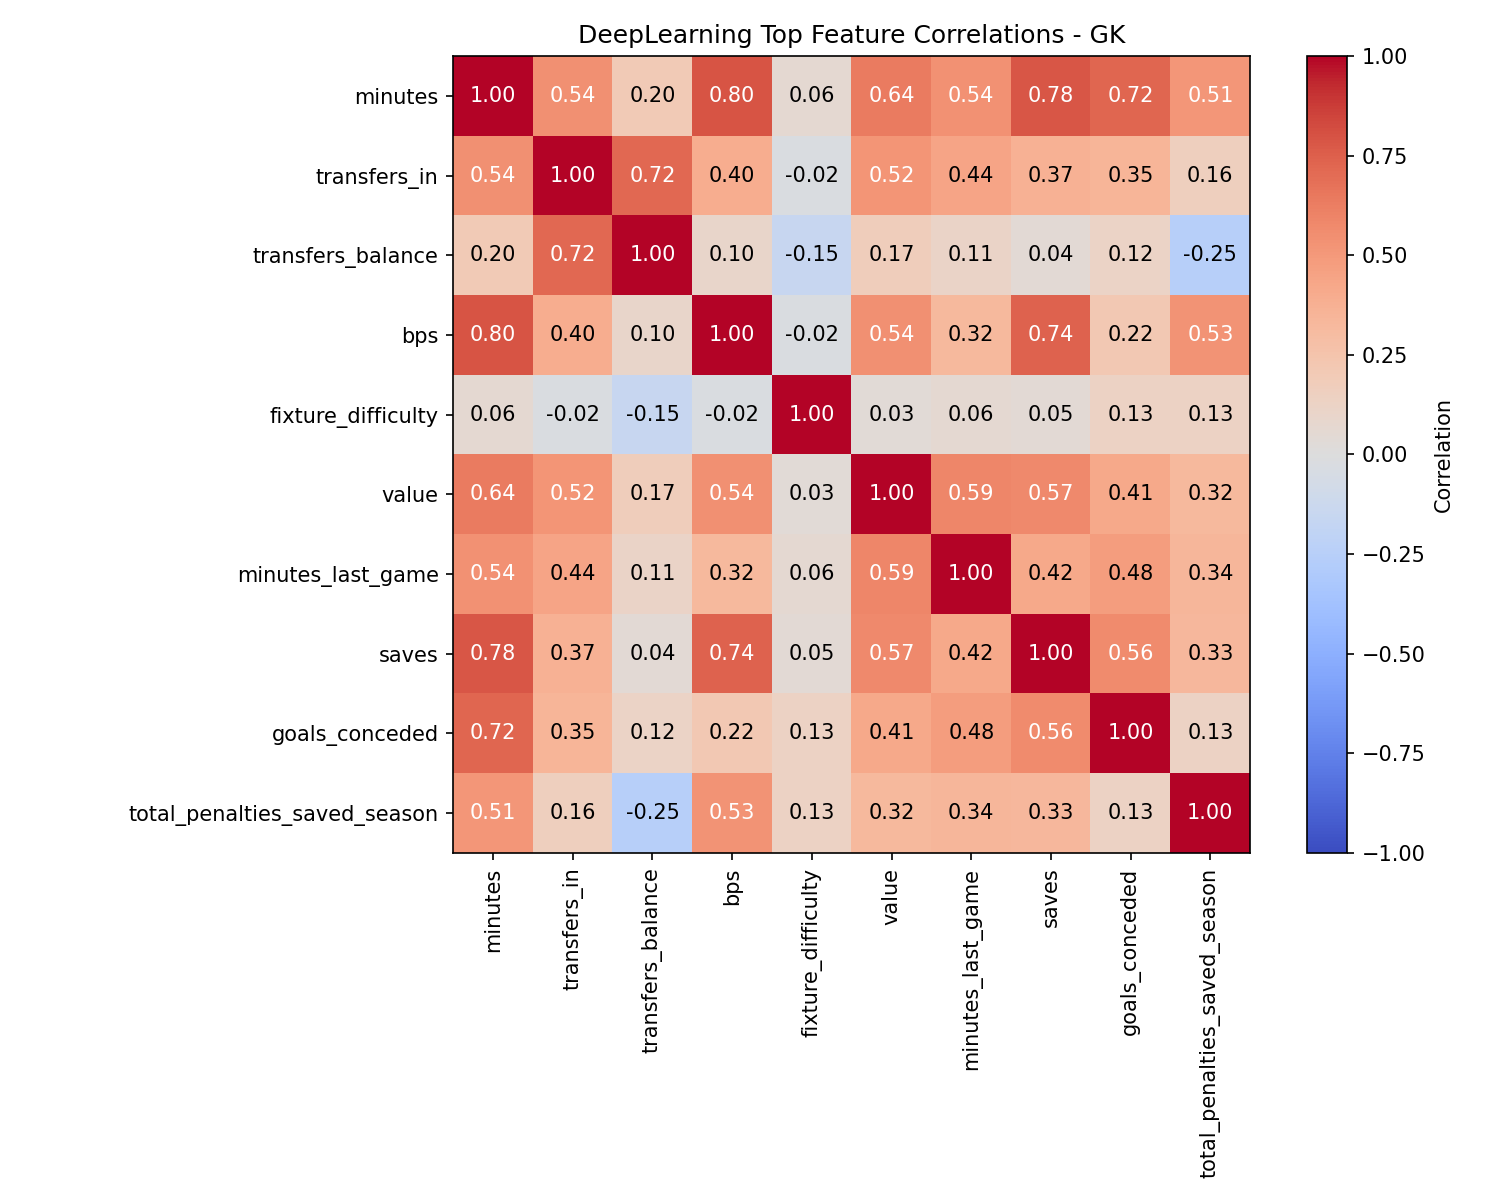 DeepLearning Top Feature Correlations - GK
minutes 1.00 0.54 0.20 0.80 0.06 0.64 0.54 0.78 0.72 0.51
transfers_in 0.54 1.00 0.72 0.40 -0.02 0.52 0.44 0.37 0.35 0.16
transfers_balance 0.20 0.72 1.00 0.10 -0.15 0.17 0.11 0.04 0.12 -0.25
bps 0.80 0.40 0.10 1.00 -0.02 0.54 0.32 0.74 0.22 0.53
fixture_difficulty 0.06 -0.02 -0.15 -0.02 1.00 0.03 0.06 0.05 0.13 0.13
value 0.64 0.52 0.17 0.54 0.03 1.00 0.59 0.57 0.41 0.32
minutes_last_game 0.54 0.44 0.11 0.32 0.06 0.59 1.00 0.42 0.48 0.34
saves 0.78 0.37 0.04 0.74 0.05 0.57 0.42 1.00 0.56 0.33
goals_conceded 0.72 0.35 0.12 0.22 0.13 0.41 0.48 0.56 1.00 0.13
total_penalties_saved_season 0.51 0.16 -0.25 0.53 0.13 0.32 0.34 0.33 0.13 1.00
minutes
transfers_in
transfers_balance
bps
fixture_difficulty
value
minutes_last_game
saves
goals_conceded
total_penalties_saved_season
1.00
0.75
0.50
0.25
0.00
−0.25
−0.50
−0.75
−1.00
Correlation